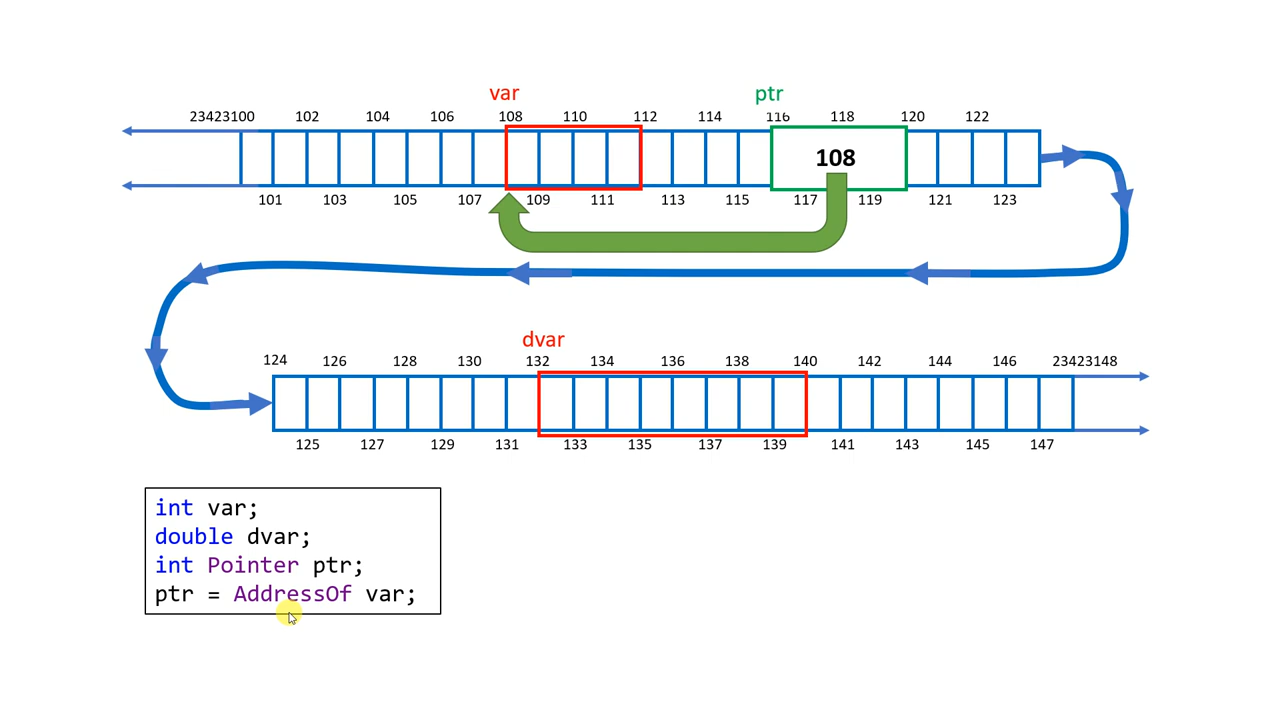 var ptr
23423100 102 104 106 108 110 112 114 116 118 120 122
108
101 103 105 107 109 111 113 115 117 119 121 123
dvar
124 126 128 130 132 134 136 138 140 142 144 146 23423148
125 127 129 131 133 135 137 139 141 143 145 147
int var;
double dvar;
int Pointer ptr;
ptr = AddressOf var;